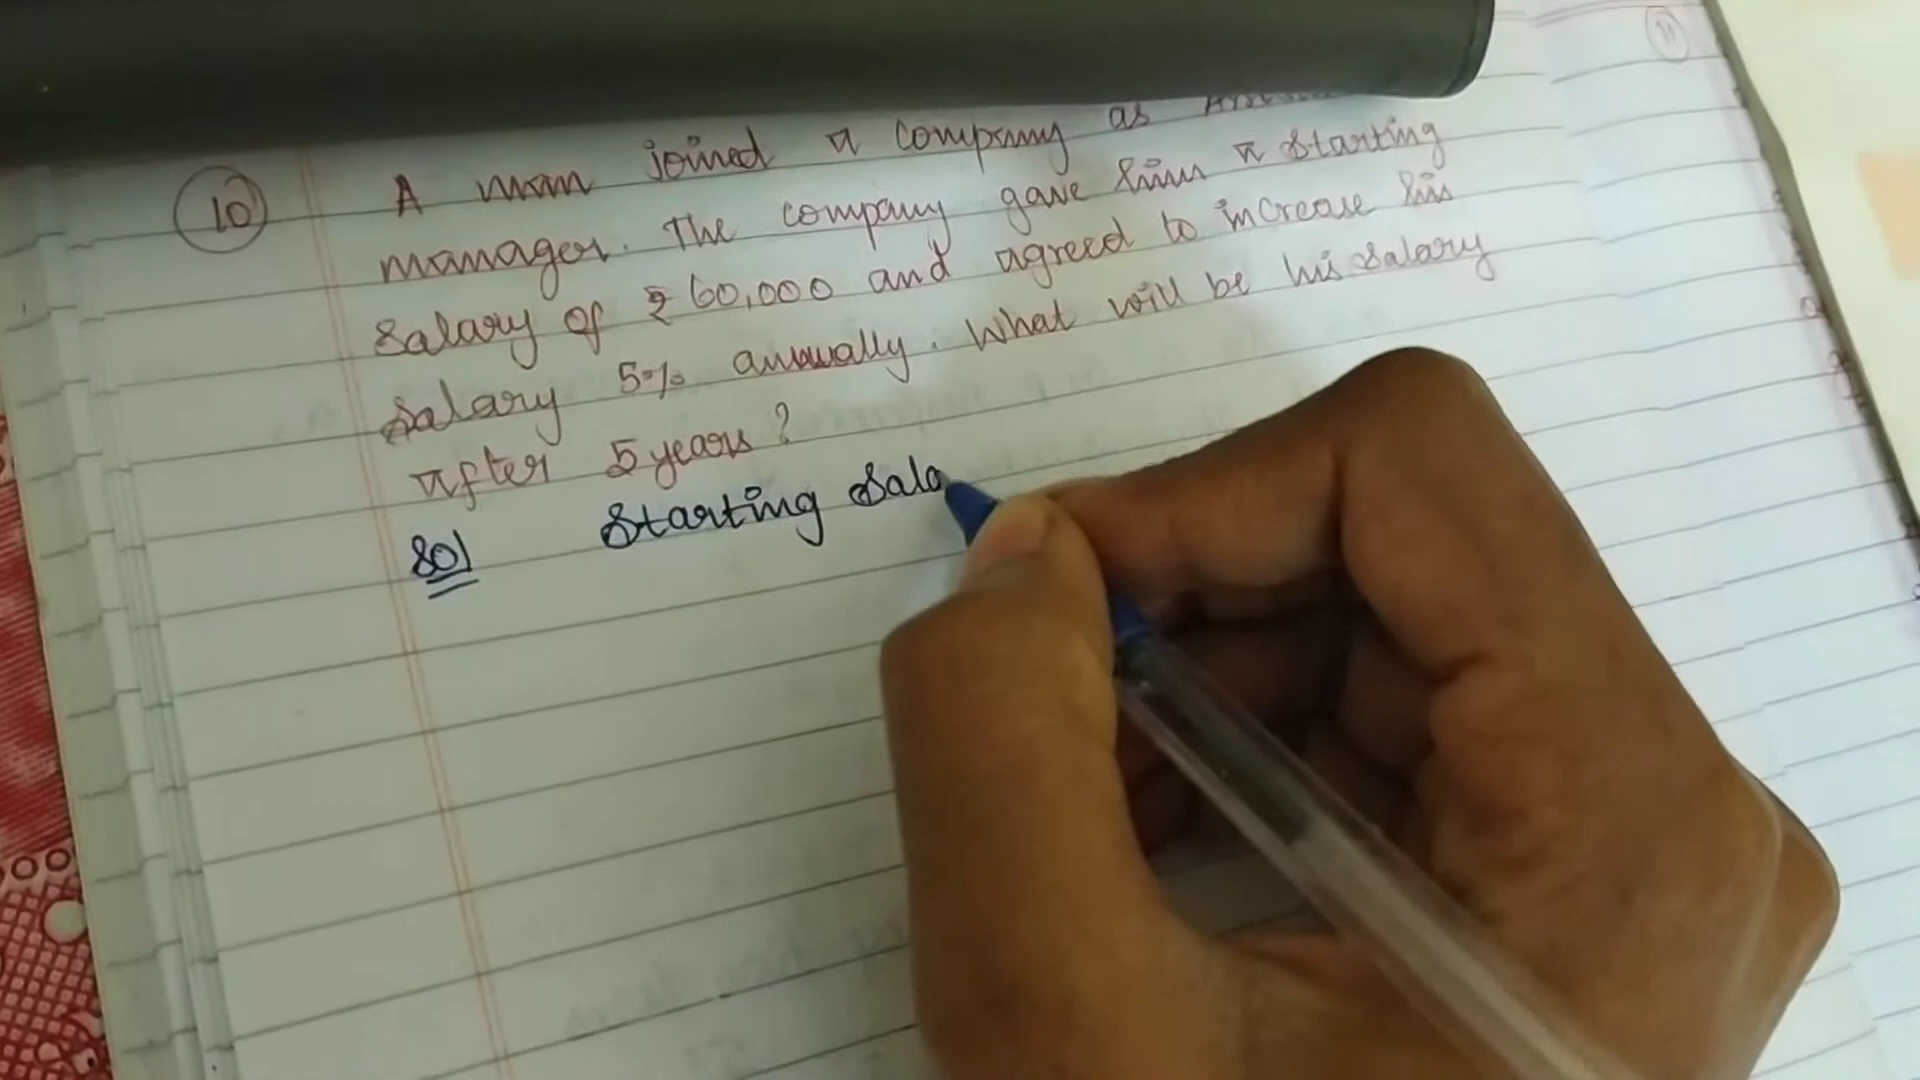 10 A man joined a company as
manager. The company gave him a starting
salary of ₹ 60,000 and agreed to increase his
salary 5% annually. What will be his salary
after 5 years?
Sol Starting Sala
11